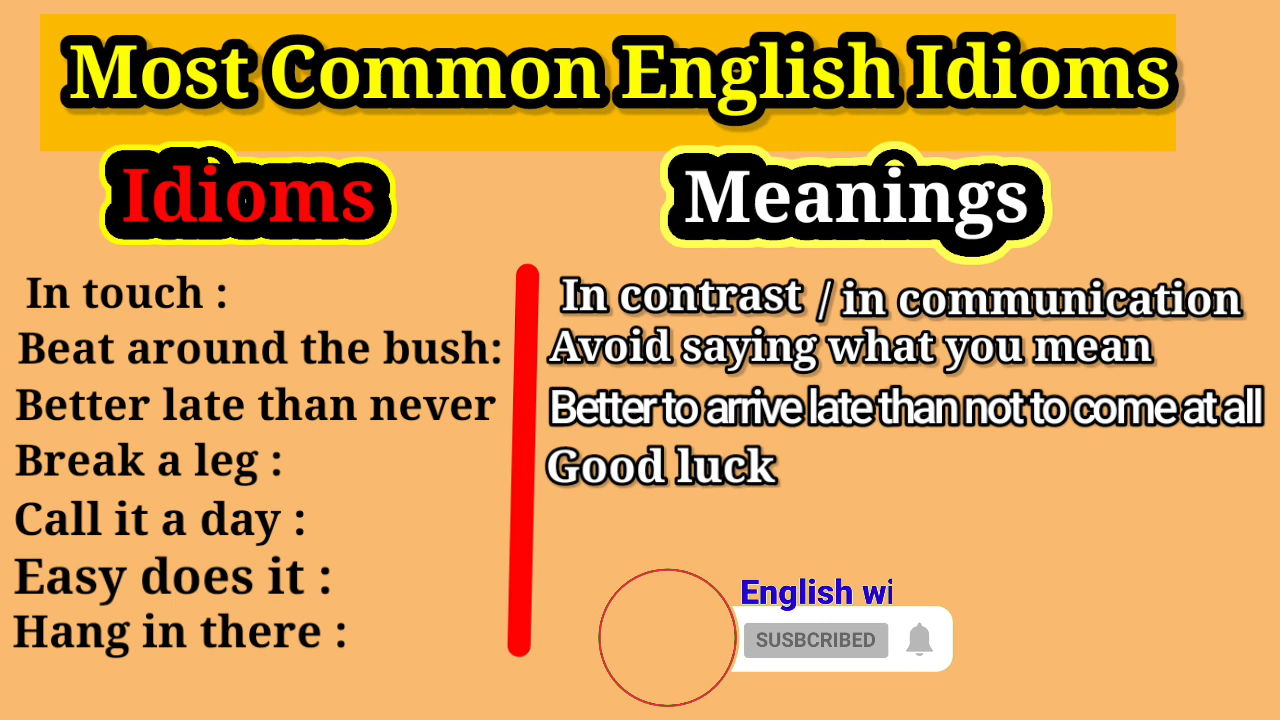 Most Common English Idioms
Idioms
Meanings
In touch :
In contrast / in communication
Beat around the bush:
Avoid saying what you mean
Better late than never
Better to arrive late than not to come at all
Break a leg :
Good luck
Call it a day :
Easy does it :
Hang in there :
English wi
SUSBCRIBED